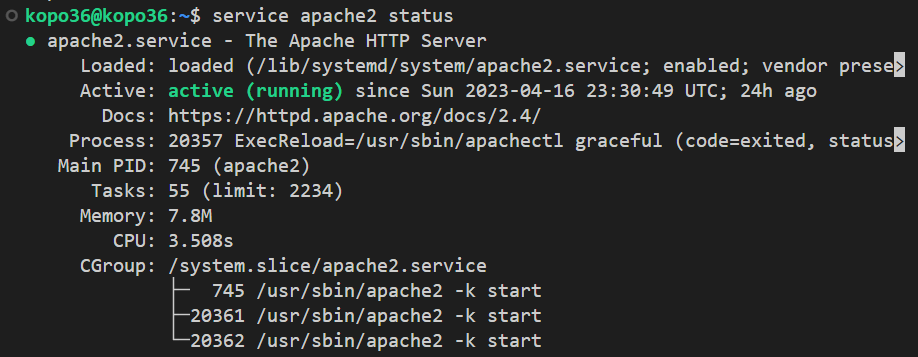 kopo36@kopo36:~$ service apache2 status
● apache2.service - The Apache HTTP Server
Loaded: loaded (/lib/systemd/system/apache2.service; enabled; vendor prese>
Active: active (running) since Sun 2023-04-16 23:30:49 UTC; 24h ago
Docs: https://httpd.apache.org/docs/2.4/
Process: 20357 ExecReload=/usr/sbin/apachectl graceful (code=exited, status>
Main PID: 745 (apache2)
Tasks: 55 (limit: 2234)
Memory: 7.8M
CPU: 3.508s
CGroup: /system.slice/apache2.service
├─ 745 /usr/sbin/apache2 -k start
├─20361 /usr/sbin/apache2 -k start
└─20362 /usr/sbin/apache2 -k start